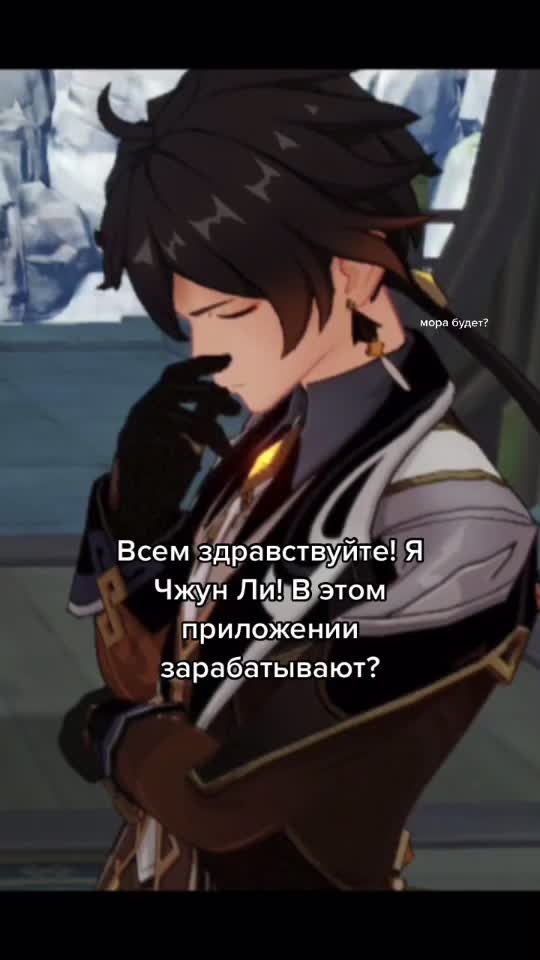 мора будет?
Всем здравствуйте! Я
Чжун Ли! В этом
приложении
зарабатывают?